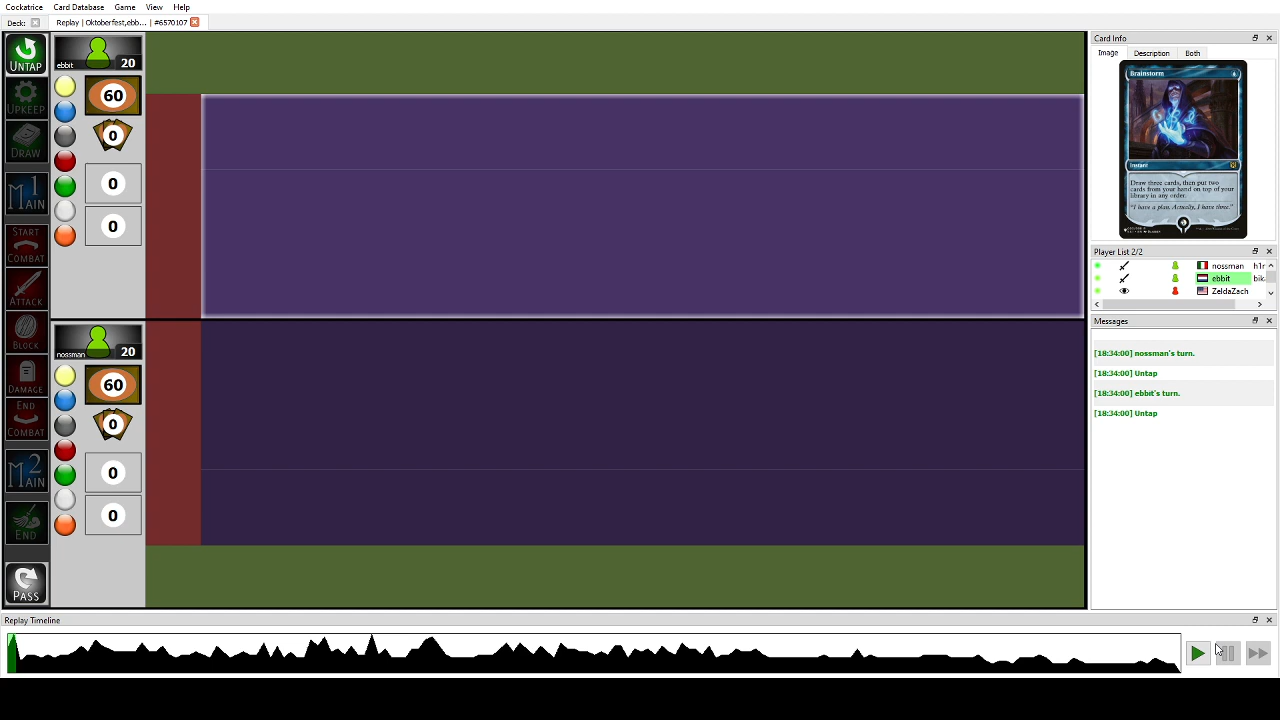 Cockatrice Card Database Game View Help
Deck: Replay | Oktoberfest,ebb... | #6570107
UNTAP
UPKEEP
DRAW
MAIN 1
START COMBAT
ATTACK
BLOCK
DAMAGE
END COMBAT
MAIN 2
END
PASS
ebbit 20
60
0
0
0
nossman 20
60
0
0
0
Card Info
Image Description Both
Brainstorm
Instant
Draw three cards, then put two
cards from your hand on top of your
library in any order.
"I have a plan. Actually, I have three."
Player List 2/2
nossman h1r
ebbit bik
ZeldaZach
Messages
[18:34:00] nossman's turn.
[18:34:00] Untap
[18:34:00] ebbit's turn.
[18:34:00] Untap
Replay Timeline